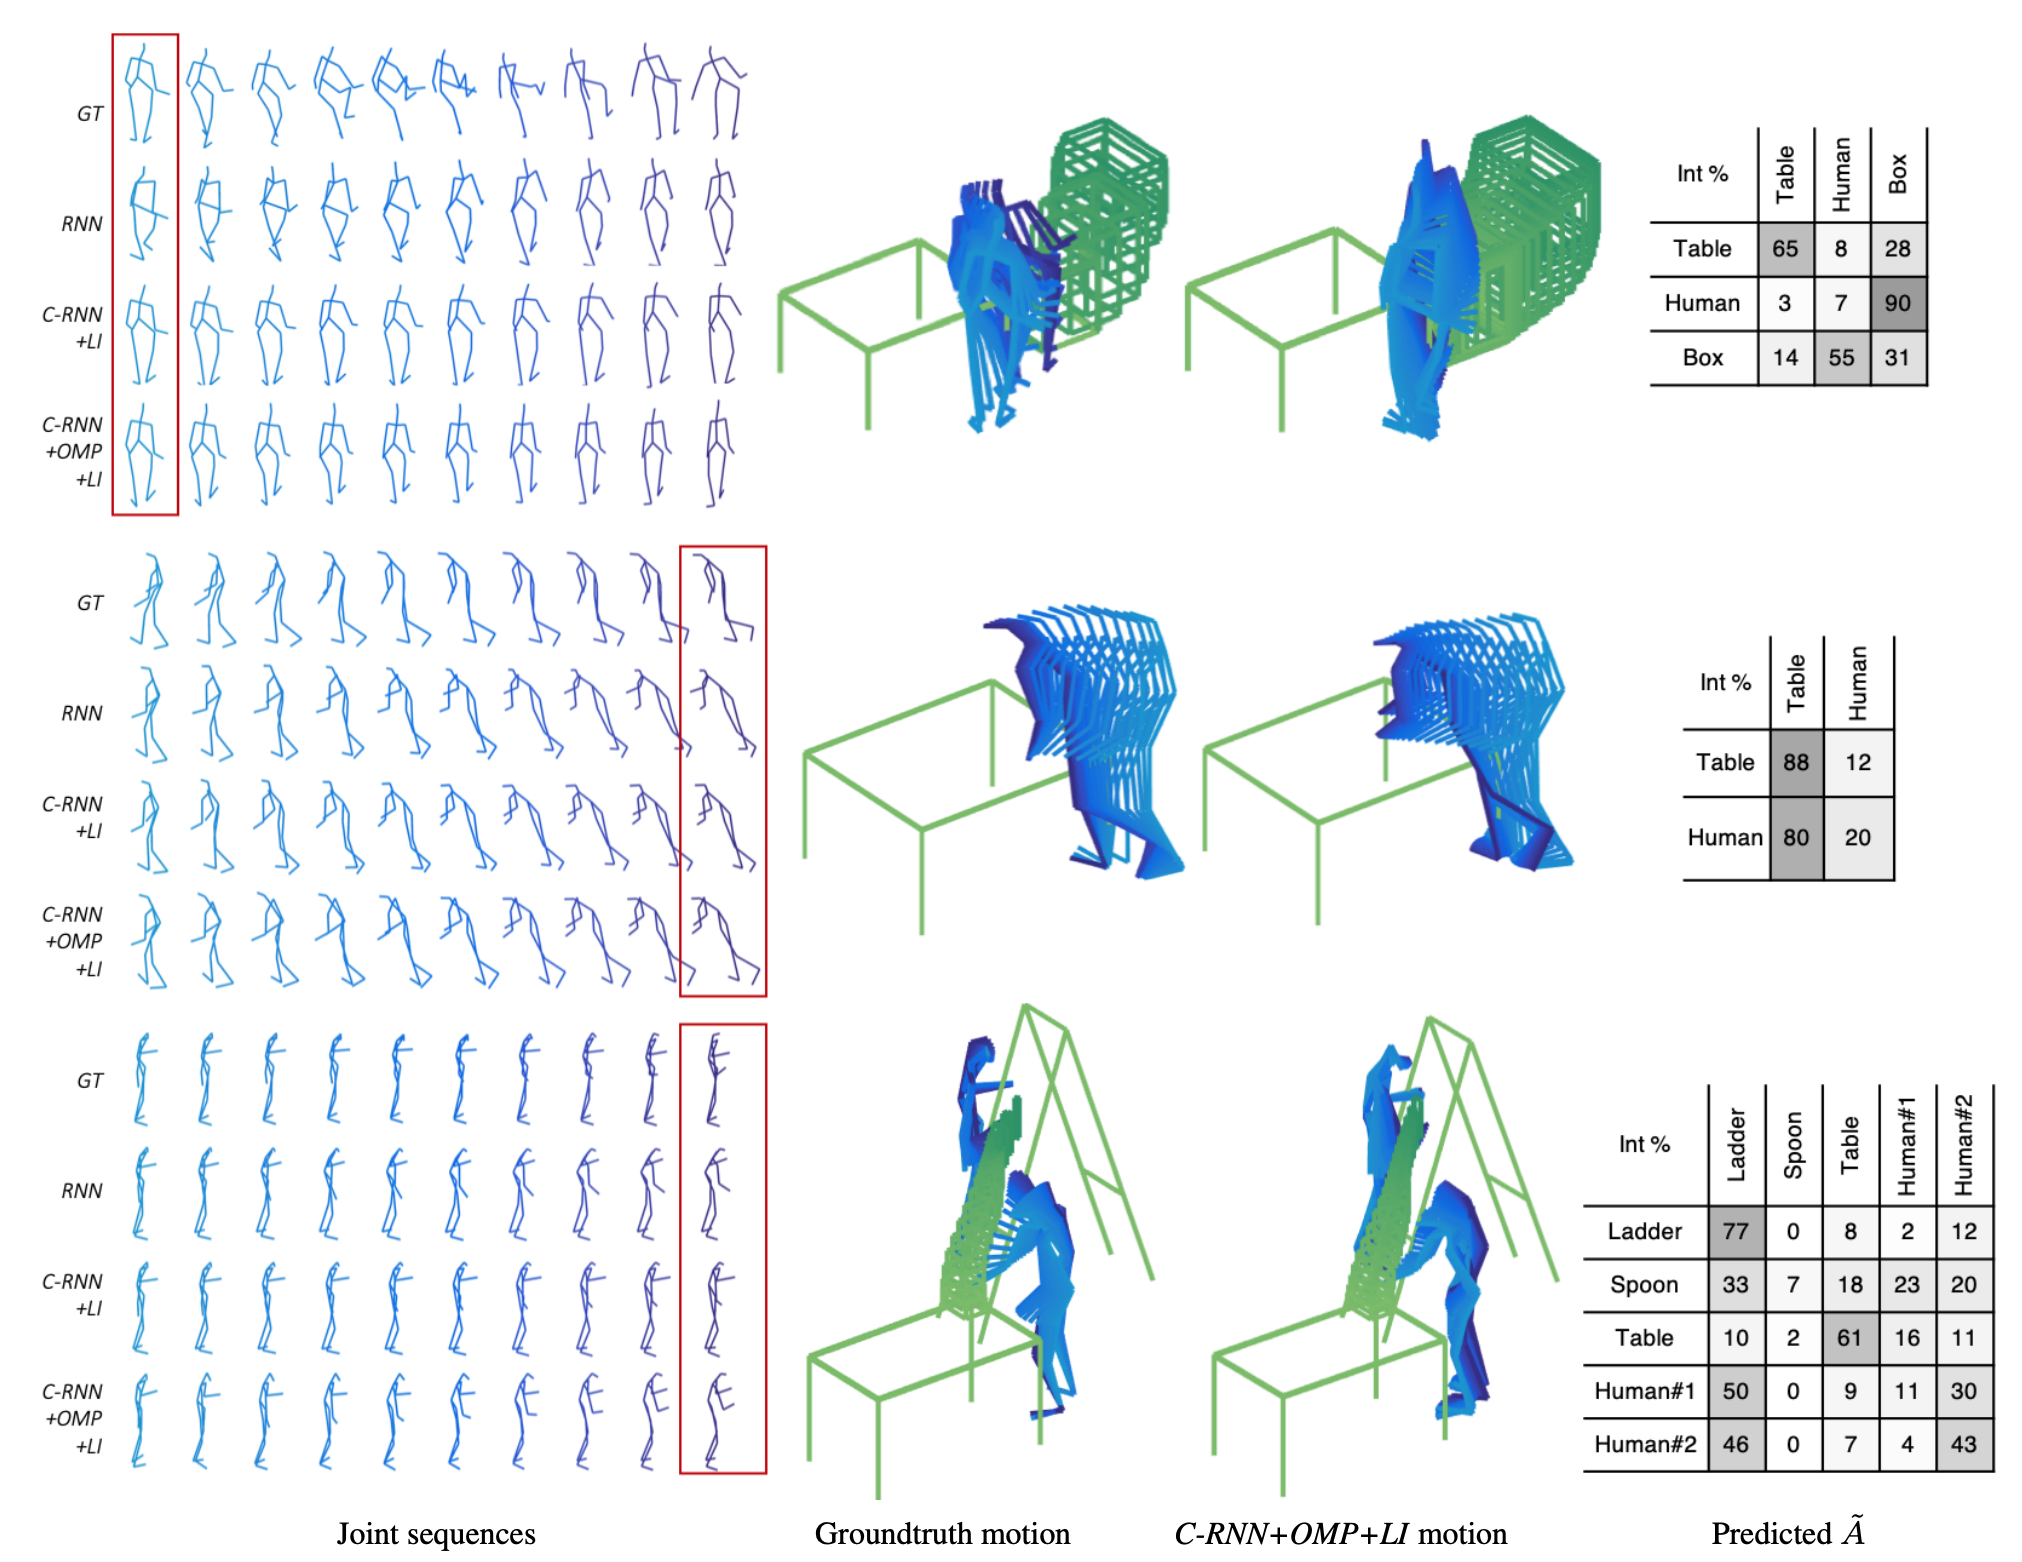 GT
RNN
C-RNN
+LI
C-RNN
+OMP
+LI
Int % Table Human Box
Table 65 8 28
Human 3 7 90
Box 14 55 31
GT
RNN
C-RNN
+LI
C-RNN
+OMP
+LI
Int % Table Human
Table 88 12
Human 80 20
GT
RNN
C-RNN
+LI
C-RNN
+OMP
+LI
Int % Ladder Spoon Table Human#1 Human#2
Ladder 77 0 8 2 12
Spoon 33 7 18 23 20
Table 10 2 61 16 11
Human#1 50 0 9 11 30
Human#2 46 0 7 4 43
Joint sequences
Groundtruth motion
C-RNN+OMP+LI motion
Predicted Ã